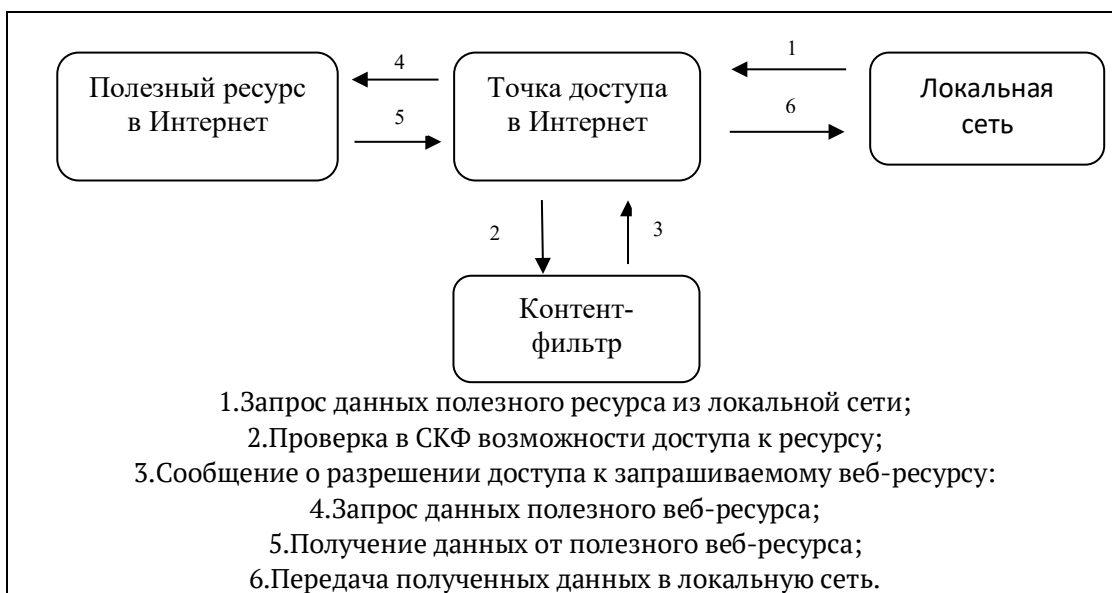 4
1
Полезный ресурс
в Интернет
Точка доступа
в Интернет
Локальная
сеть
5
6
2
3
Контент-
фильтр
1.Запрос данных полезного ресурса из локальной сети;
2.Проверка в СКФ возможности доступа к ресурсу;
3.Сообщение о разрешении доступа к запрашиваемому веб-ресурсу:
4.Запрос данных полезного веб-ресурса;
5.Получение данных от полезного веб-ресурса;
6.Передача полученных данных в локальную сеть.